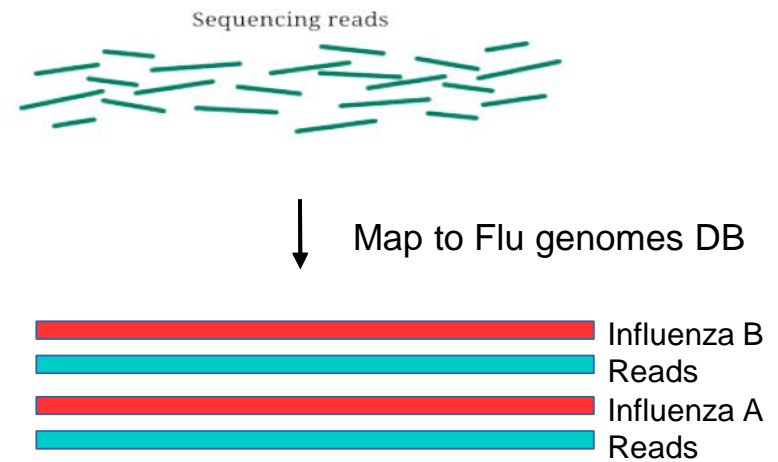 Sequencing reads
Map to Flu genomes DB
Influenza B
Reads
Influenza A
Reads